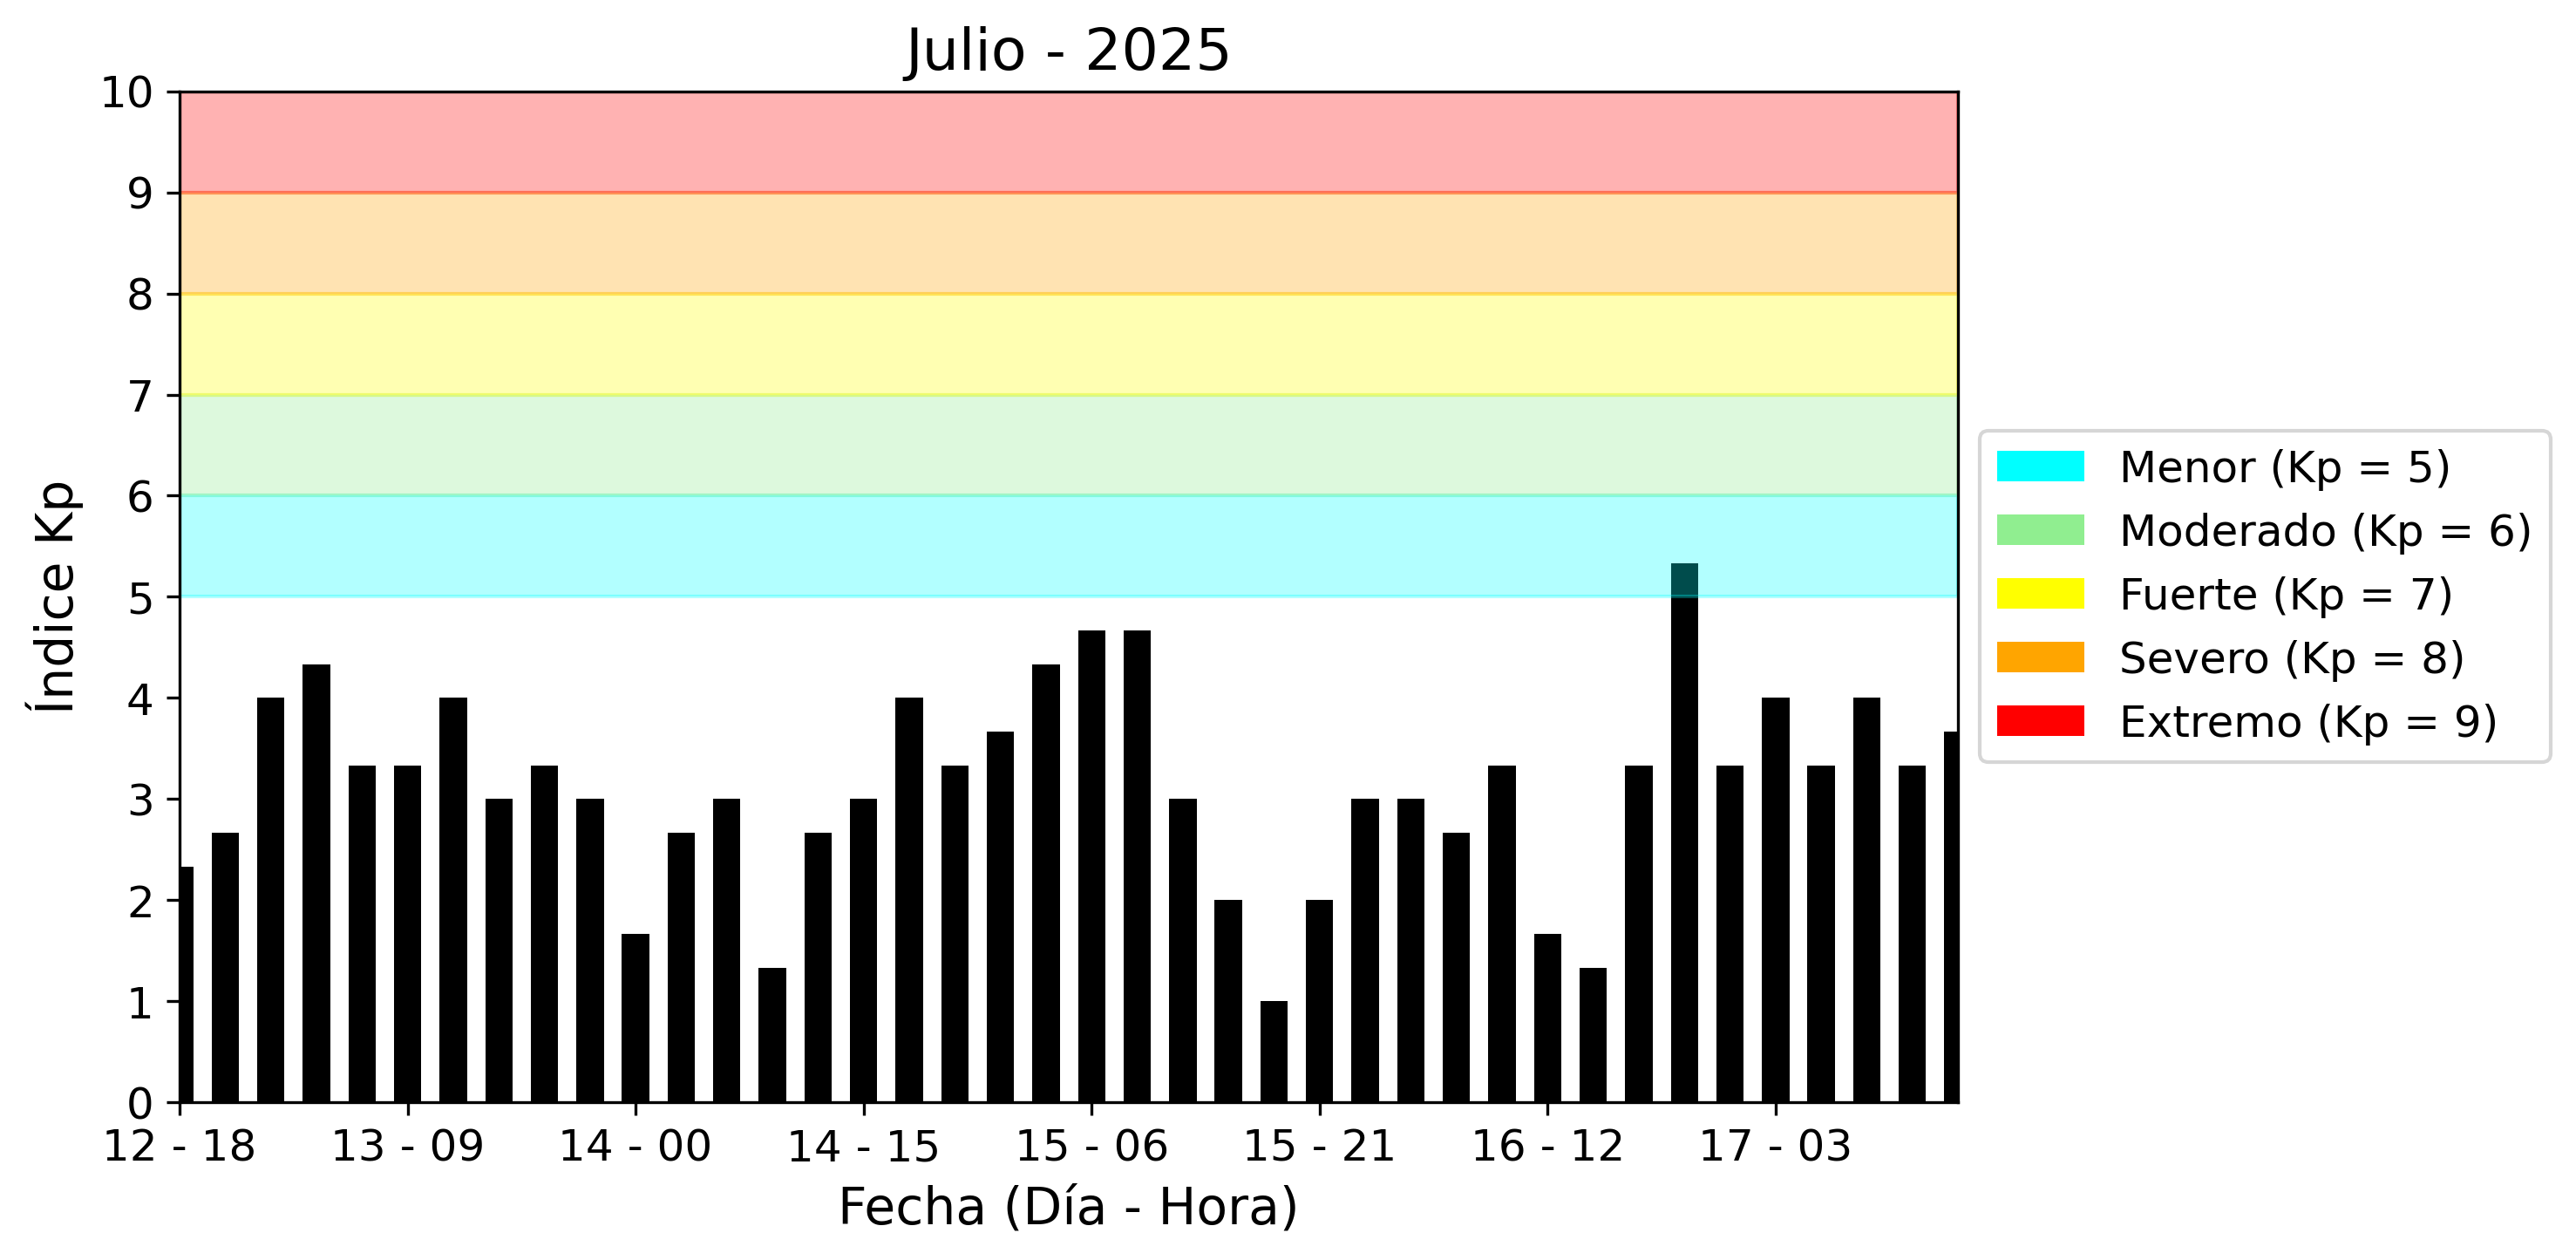 Julio - 2025
10
9
8
7
6
5
4
3
2
1
0
Índice Kp
12 - 18
13 - 09
14 - 00
14 - 15
15 - 06
15 - 21
16 - 12
17 - 03
Fecha (Día - Hora)
Menor (Kp = 5)
Moderado (Kp = 6)
Fuerte (Kp = 7)
Severo (Kp = 8)
Extremo (Kp = 9)